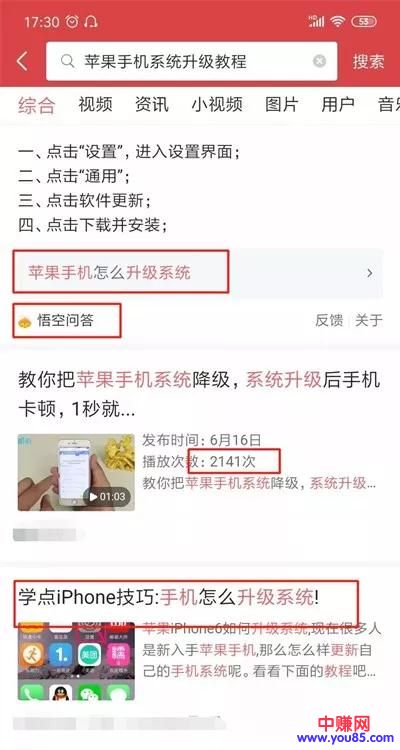 17:30
HD
53
苹果手机系统升级教程
搜索
综合 视频 资讯 小视频 图片 用户 音乐
一、点击“设置”，进入设置界面；
二、点击“通用”；
三、点击软件更新；
四、点击下载并安装；
苹果手机怎么升级系统
悟空问答
反馈 关于
教你把苹果手机系统降级，系统升级后手机
卡顿，1秒就...
发布时间：6月16日
播放次数：2141次
教你把苹果手机系统降级，系统升级...
01:03
学点iPhone技巧:手机怎么升级系统!
苹果iPhone6如何升级系统,现在很多人
是新入手苹果手机,那么怎么样更新自己
的手机系统呢。看看下面的教程吧...
中赚网
www.you85.com